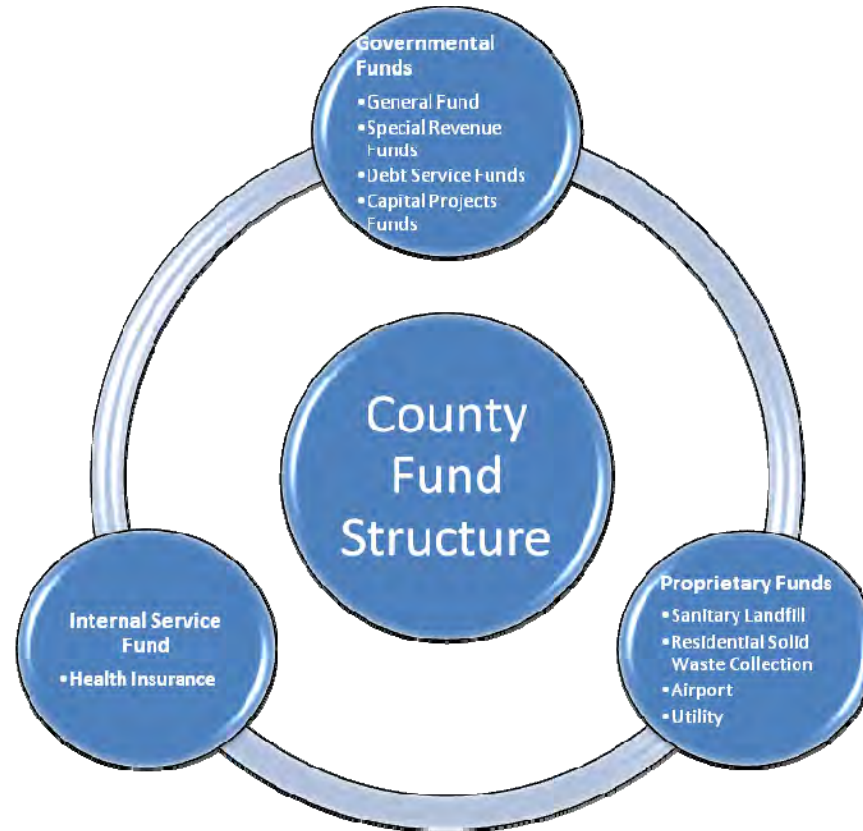 Governmental
Funds
•General Fund
•Special Revenue
Funds
•Debt Service Funds
•Capital Projects
Funds
County
Fund
Structure
Internal Service
Fund
•Health Insurance
Proprietary Funds
•Sanitary Landfill
•Residential Solid
Waste Collection
•Airport
•Utility